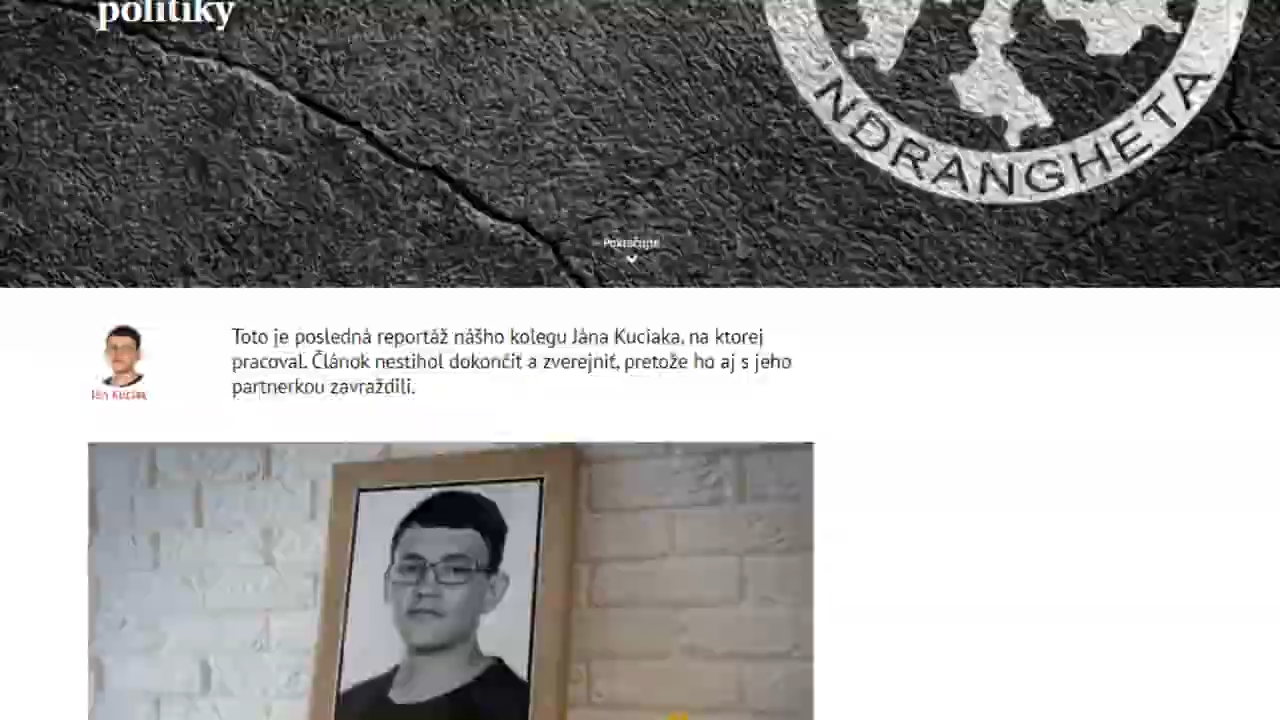 politiky
'NDRANGHETA
Pokračujte
Toto je posledná reportáž nášho kolegu Jána Kuciaka, na ktorej
pracoval. Článok nestihol dokončiť a zverejniť, pretože ho aj s jeho
partnerkou zavraždili.
Ján Kuciak